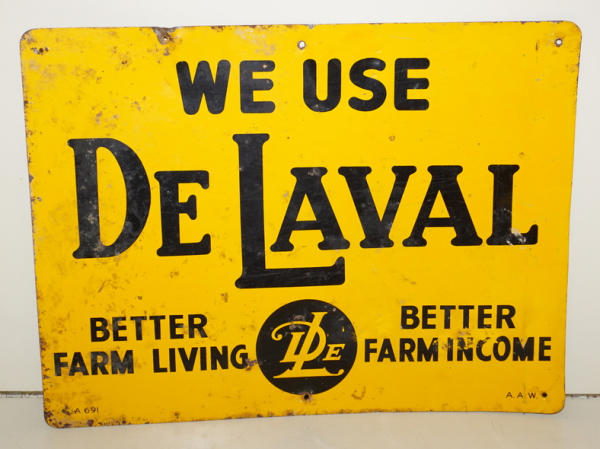 WE USE
DE LAVAL
BETTER
FARM LIVING
DLE
BETTER
FARM INCOME
A 691
A.A.W.